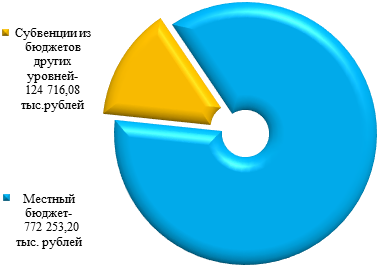 Субвенции из
бюджетов
других
уровней-
124 716,08
тыс.рублей
Местный
бюджет-
772 253,20
тыс. рублей